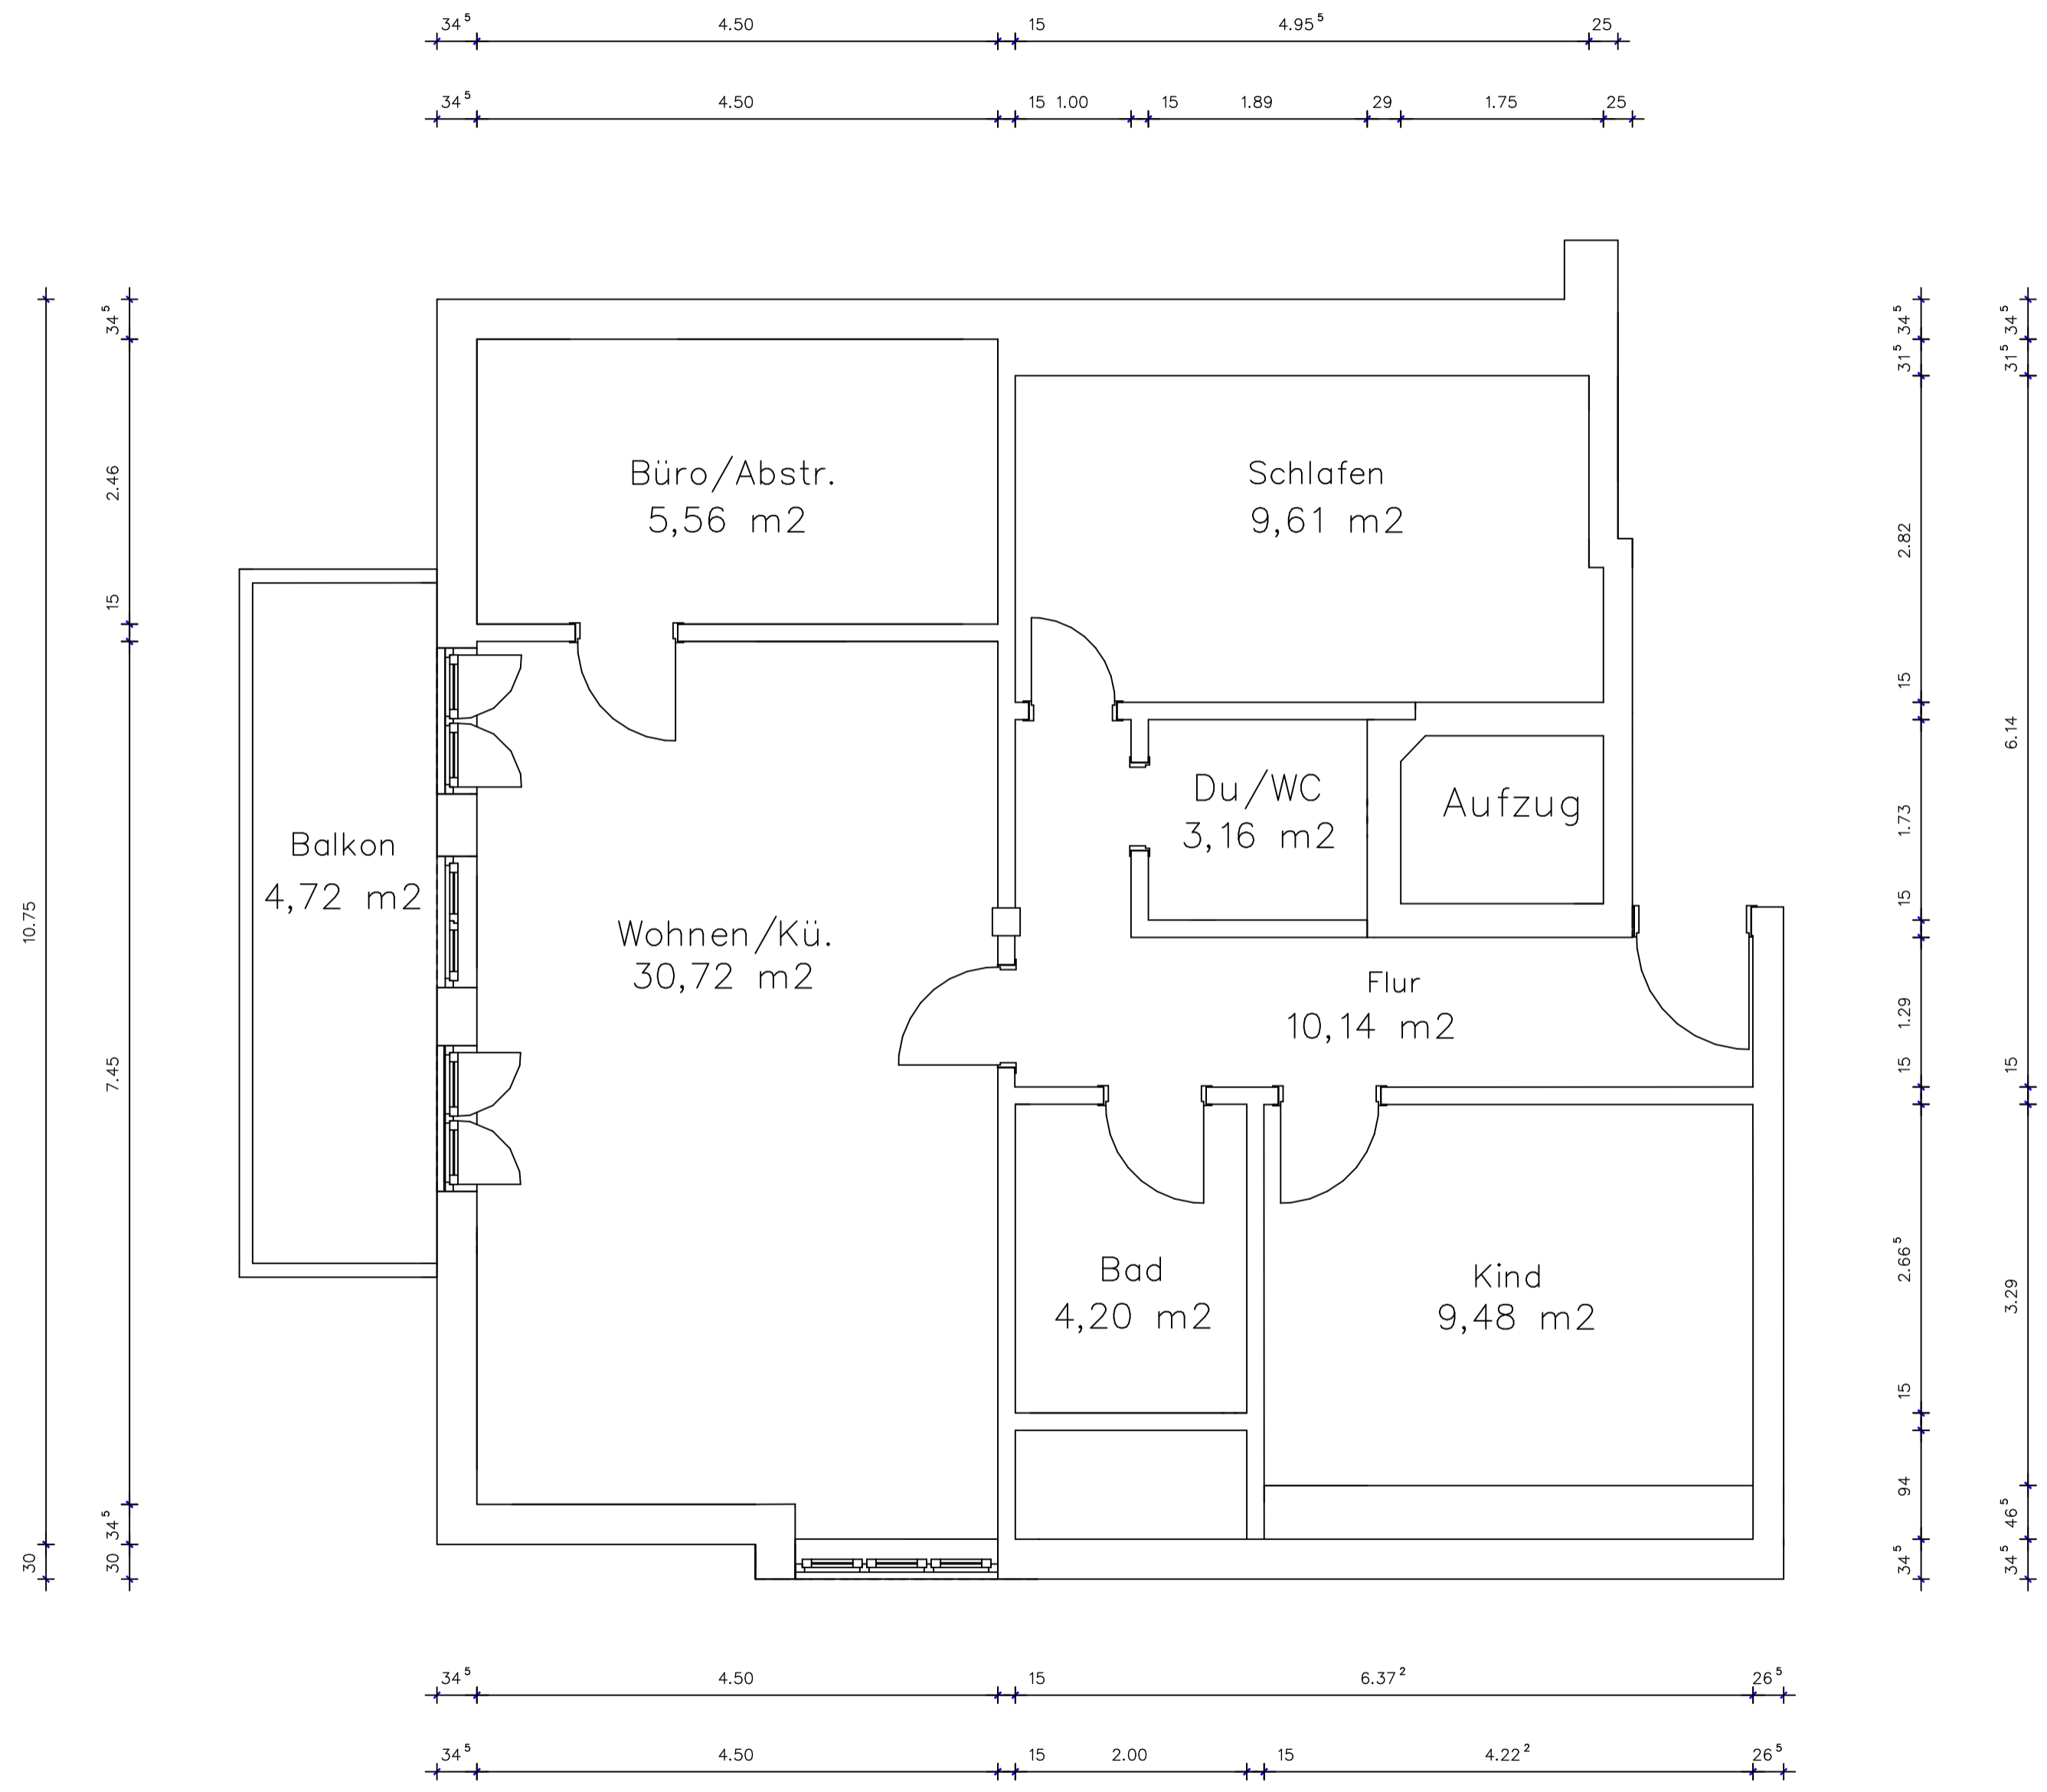 34⁵ 4.50 15 4.95⁵ 25
34⁵ 4.50 15 1.00 15 1.89 29 1.75 25
Büro/Abstr.
5,56 m2
Schlafen
9,61 m2
Du/WC
3,16 m2
Aufzug
Balkon
4,72 m2
Wohnen/Kü.
30,72 m2
Flur
10,14 m2
Bad
4,20 m2
Kind
9,48 m2
10.75
30
34⁵
2.46
15
7.45
34⁵
30
34⁵
31⁵
2.82
15
1.73
15
1.29
15
2.66⁵
15
94
34⁵
34⁵
31⁵
6.14
15
3.29
46⁵
34⁵
34⁵ 4.50 15 6.37² 26⁵
34⁵ 4.50 15 2.00 15 4.22² 26⁵